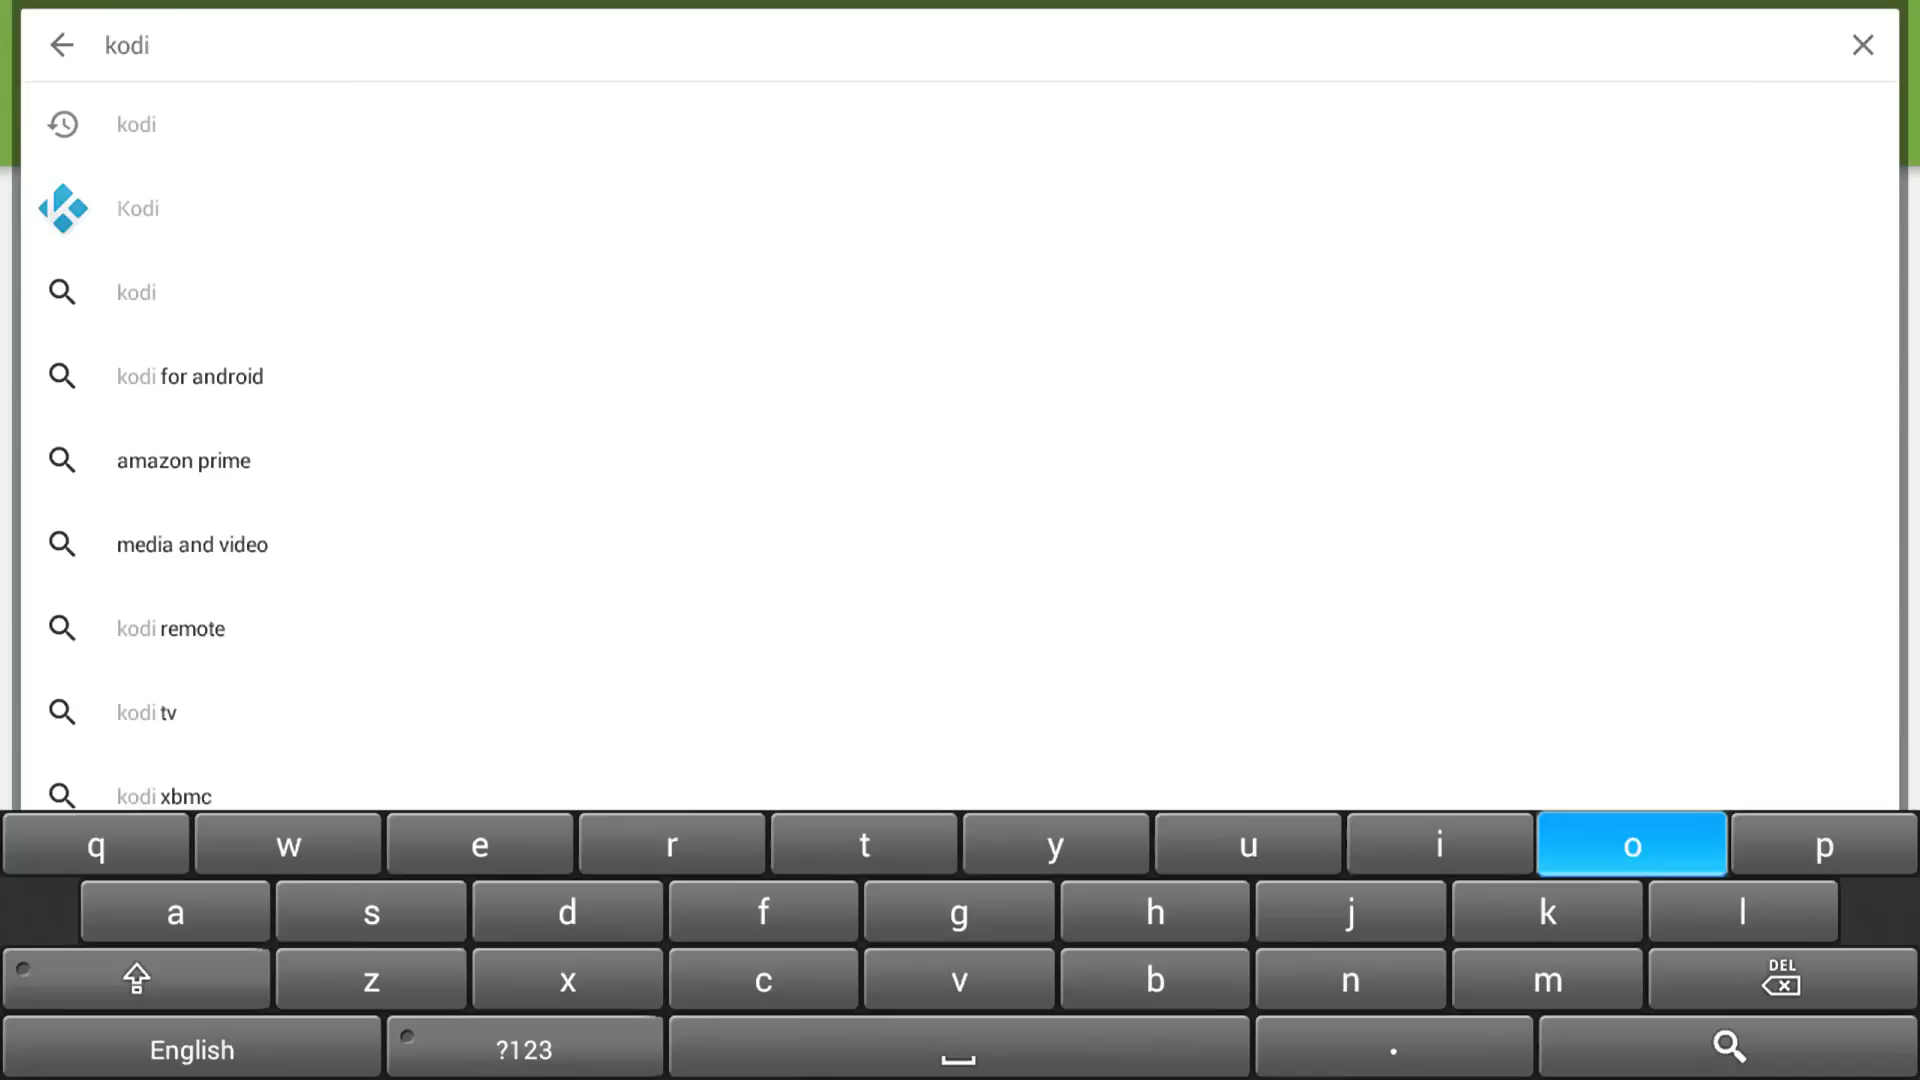 kodi
kodi
Kodi
kodi
kodi for android
amazon prime
media and video
kodi remote
kodi tv
kodi xbmc
q w e r t y u i o p
a s d f g h j k l
z x c v b n m DEL
English ?123 .